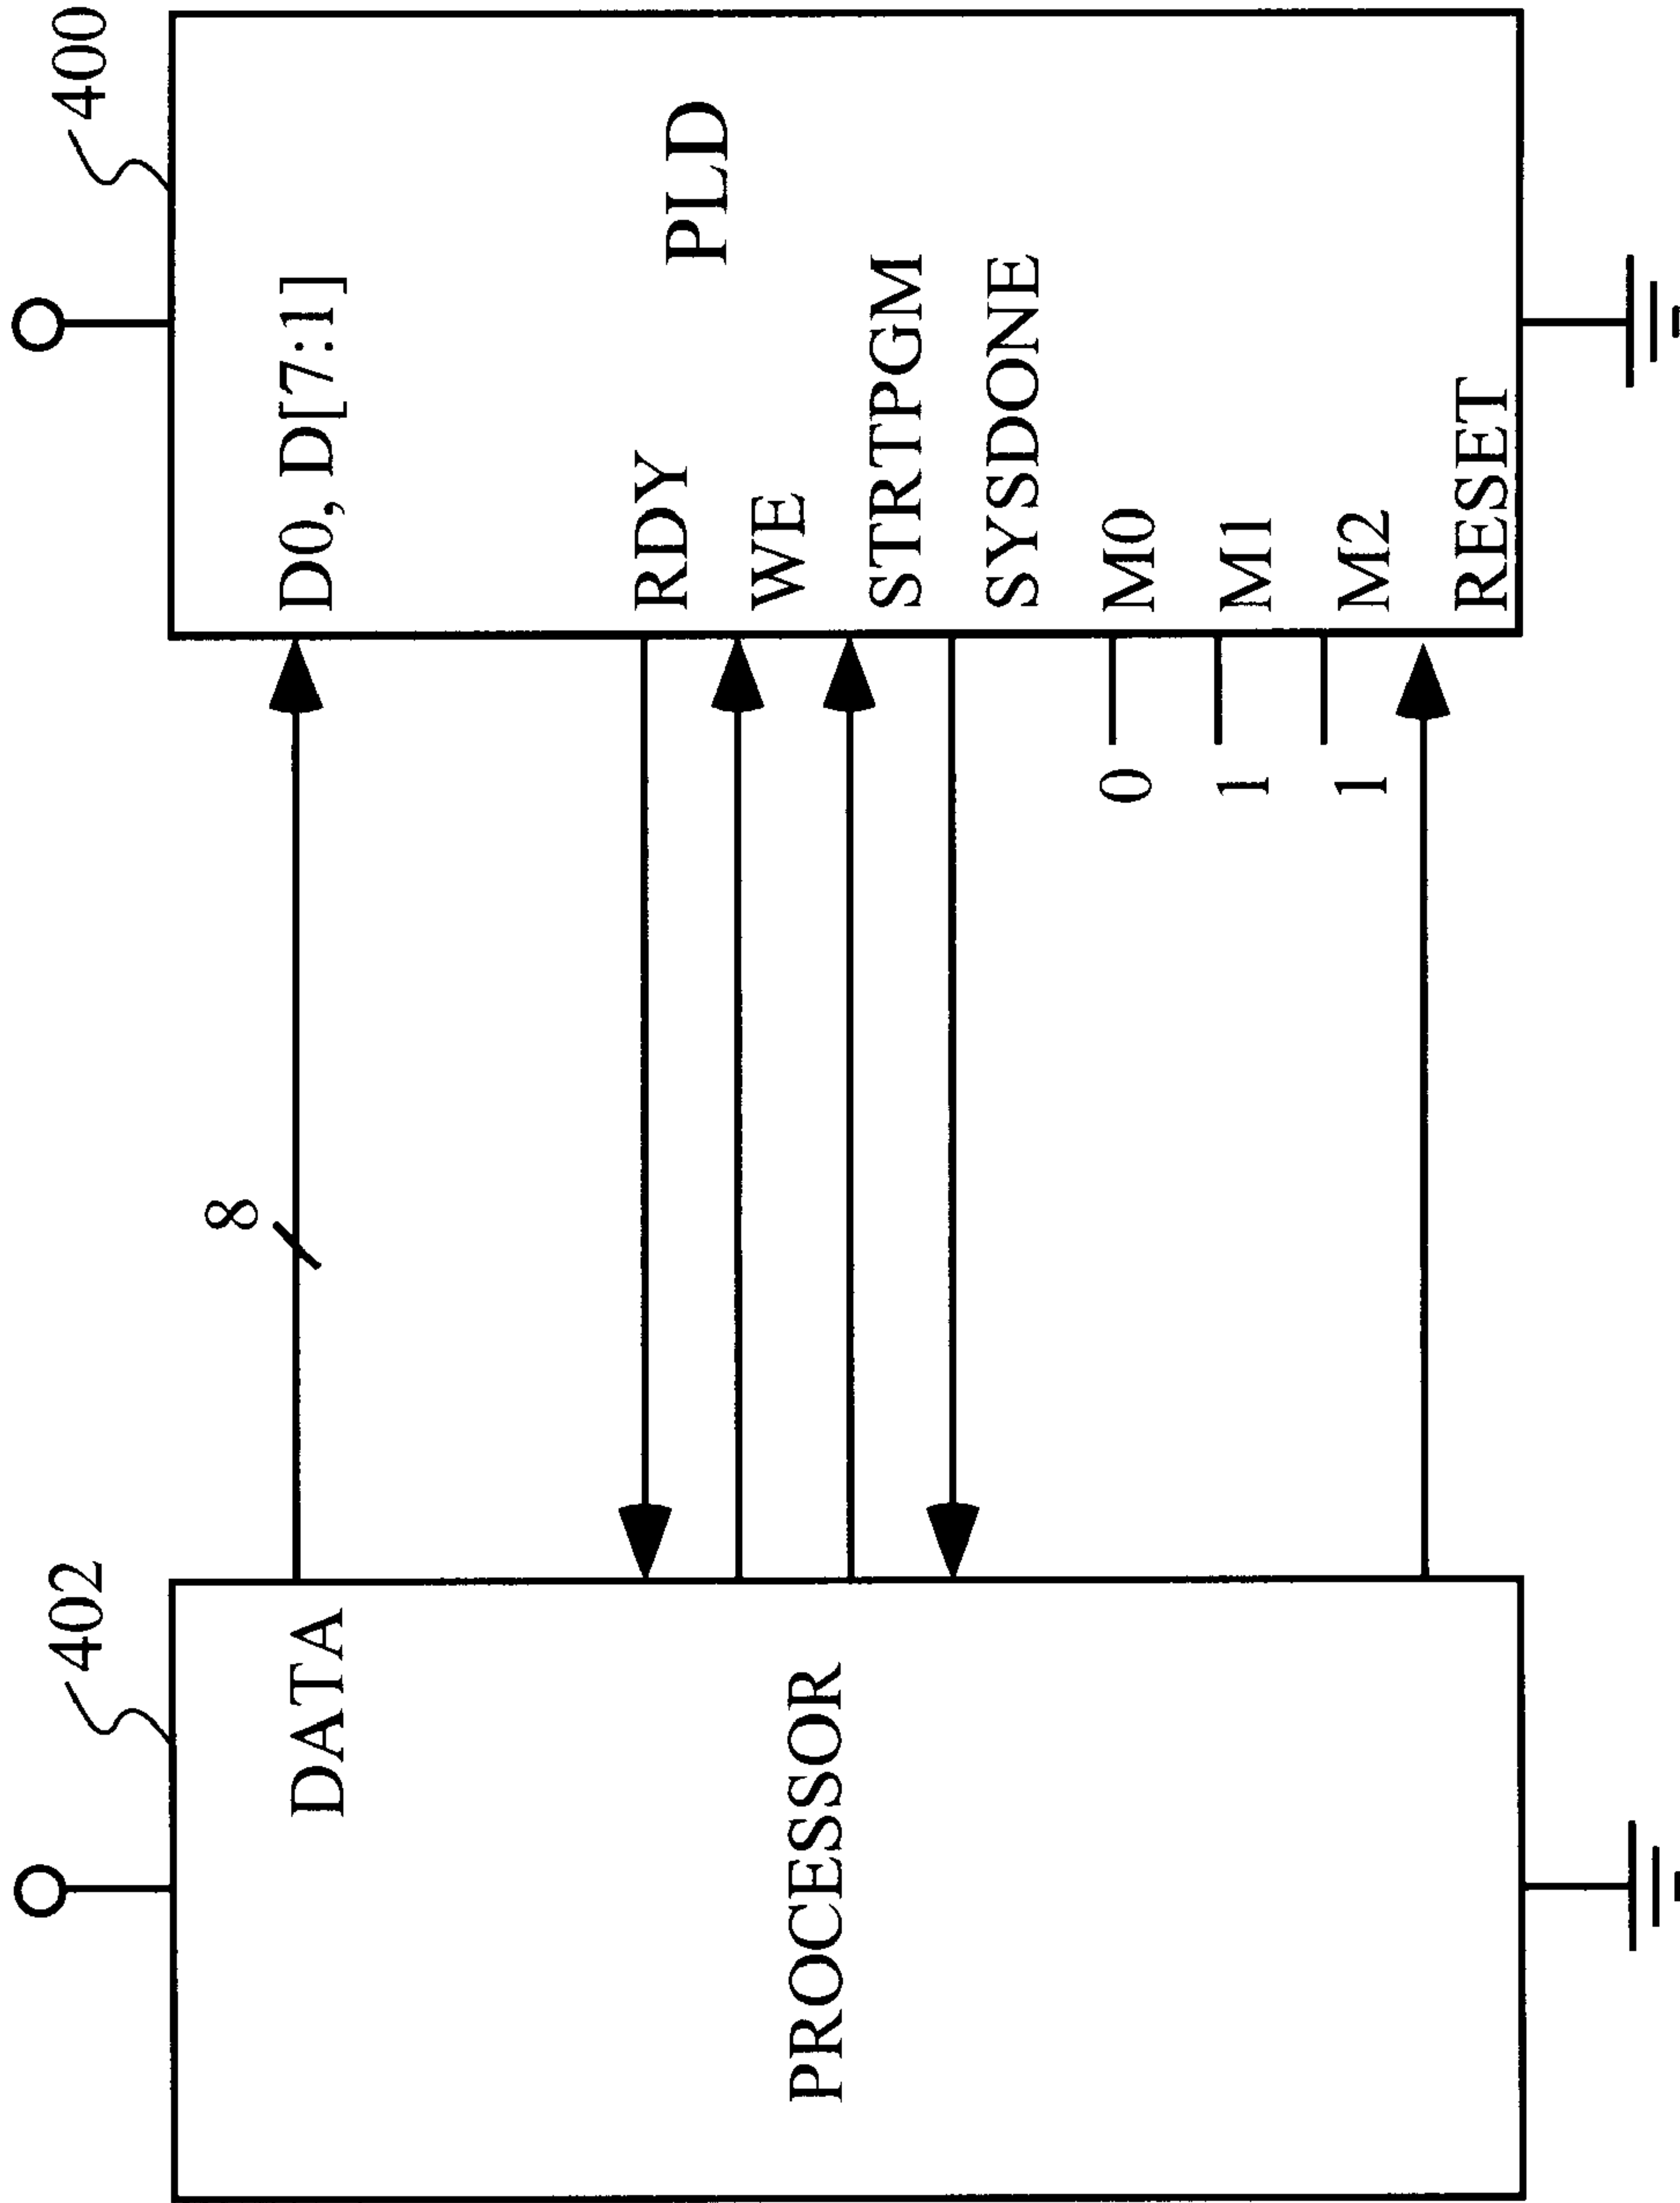 402
DATA
PROCESSOR
8
400
D0, D[7:1]
PLD
RDY
WE
STRTPGM
SYSDONE
0 M0
1 M1
1 M2
RESET